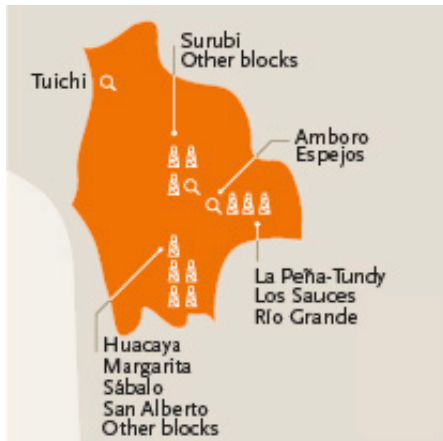 Surubi
Other blocks
Tuichi
Amboro
Espejos
La Peña-Tundy
Los Sauces
Río Grande
Huacaya
Margarita
Sábalo
San Alberto
Other blocks